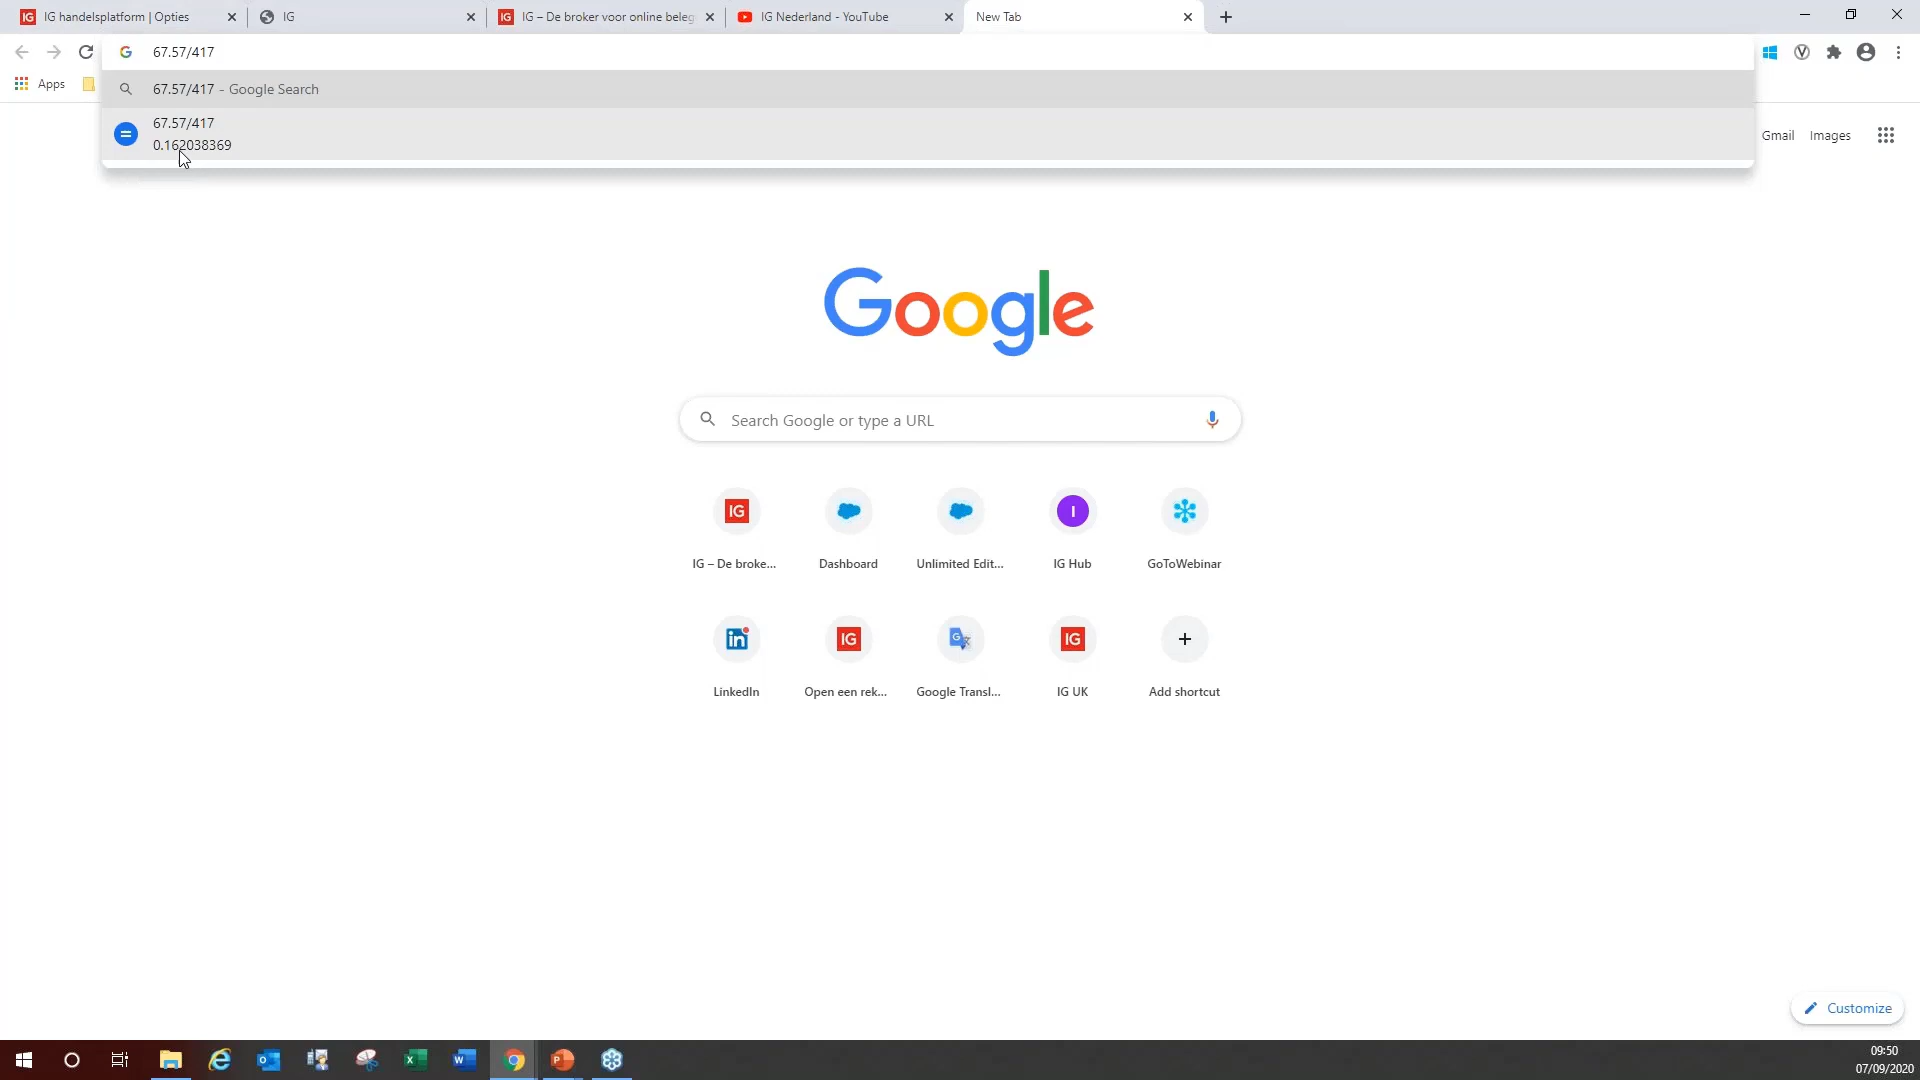 IG handelsplatform | Opties
IG
IG – De broker voor online beleg
IG Nederland - YouTube
New Tab
67.57/417
Apps
67.57/417 - Google Search
67.57/417
0.162038369
Gmail
Images
Google
Search Google or type a URL
IG – De broke...
Dashboard
Unlimited Edit...
IG Hub
GoToWebinar
LinkedIn
Open een rek...
Google Transl...
IG UK
Add shortcut
Customize
09:50
07/09/2020